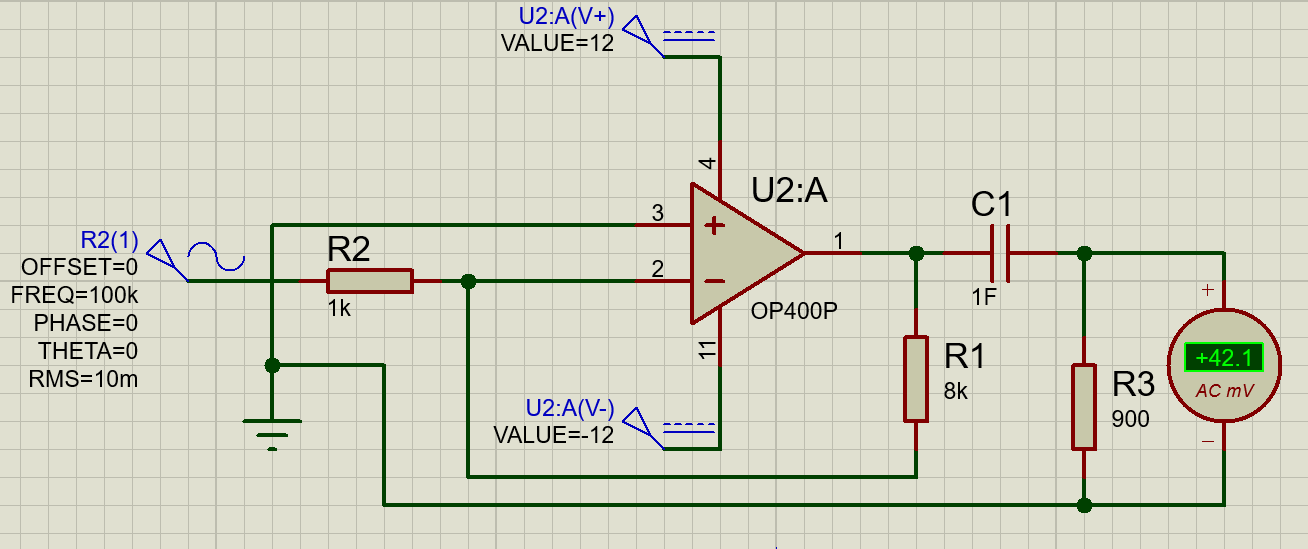 U2:A(V+)
VALUE=12
4
U2:A
3
R2(1)
OFFSET=0
FREQ=100k
PHASE=0
THETA=0
RMS=10m
R2
1k
2
1
C1
1F
OP400P
11
U2:A(V-)
VALUE=-12
R1
8k
R3
900
+
+42.1
AC mV
−